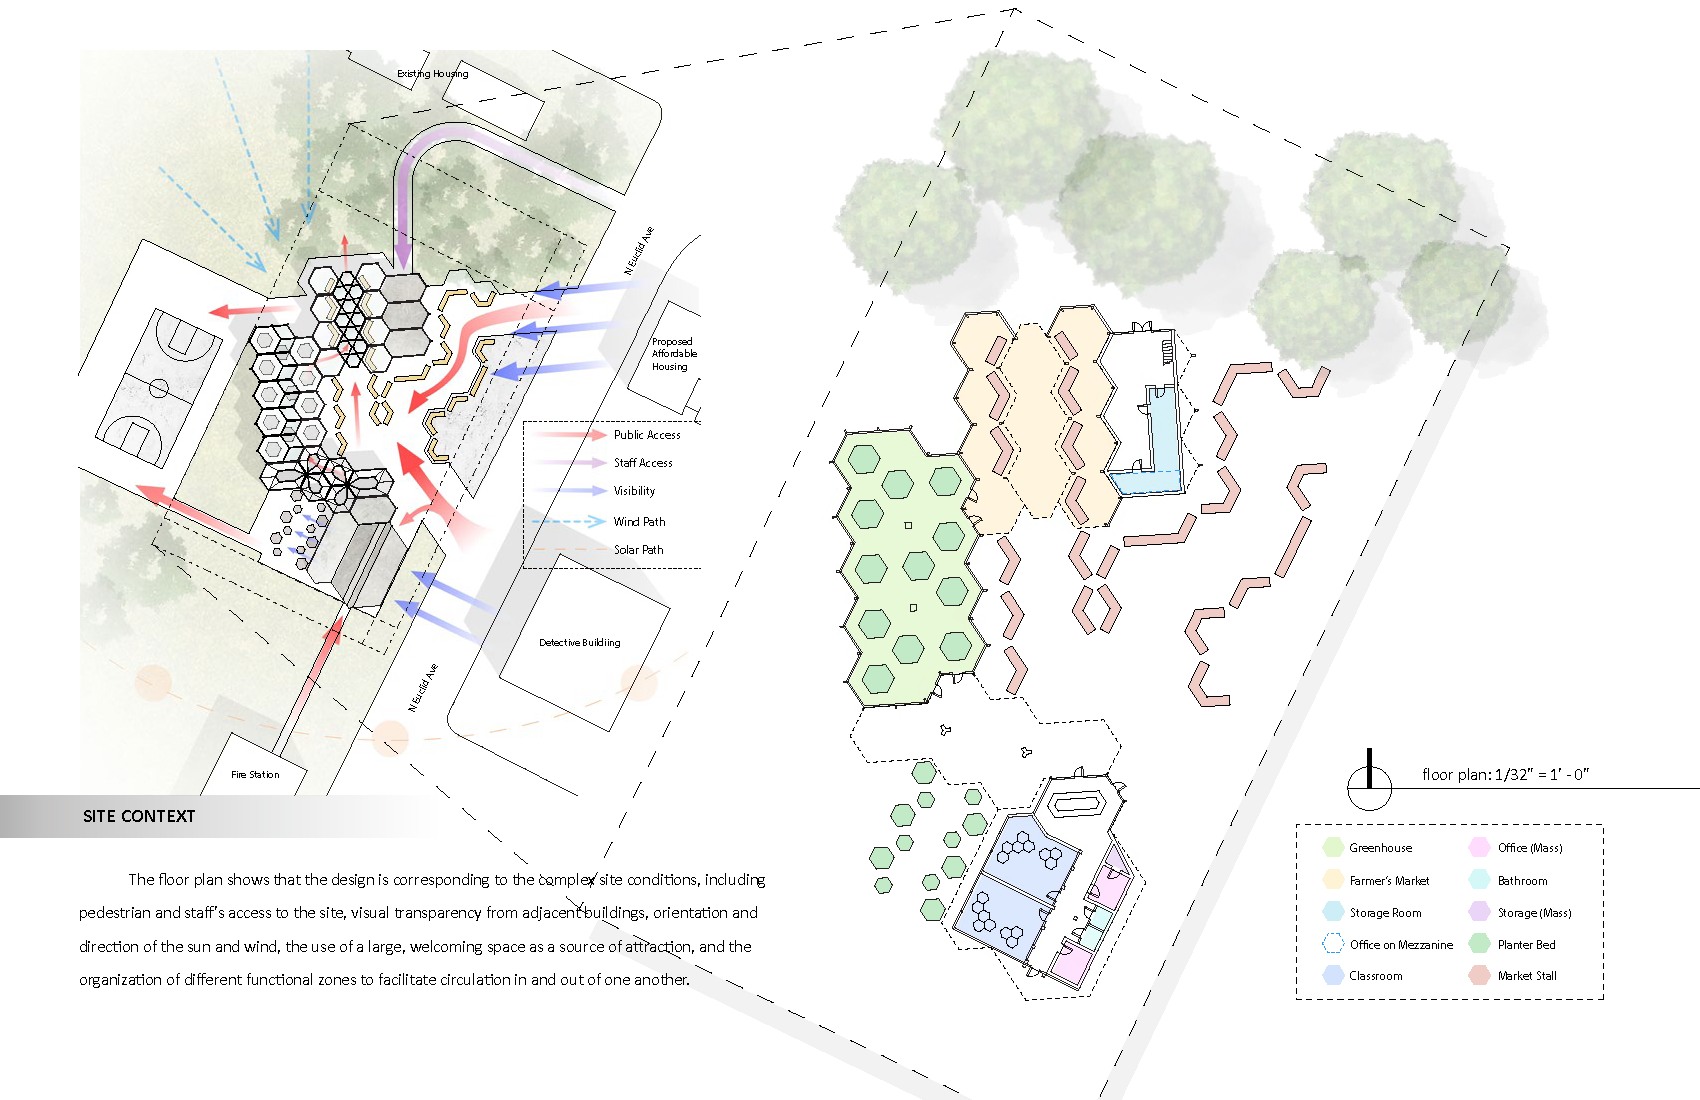 Existing Housing
N Euclid Ave
Proposed
Affordable
Housing
Public Access
Staff Access
Visibility
Wind Path
Solar Path
Detective Buildiing
N Euclid Ave
Fire Station
SITE CONTEXT
The floor plan shows that the design is corresponding to the complex site conditions, including
pedestrian and staff's access to the site, visual transparency from adjacent buildings, orientation and
direction of the sun and wind, the use of a large, welcoming space as a source of attraction, and the
organization of different functional zones to facilitate circulation in and out of one another.
floor plan: 1/32" = 1' - 0"
Greenhouse
Farmer's Market
Storage Room
Office on Mezzanine
Classroom
Office (Mass)
Bathroom
Storage (Mass)
Planter Bed
Market Stall